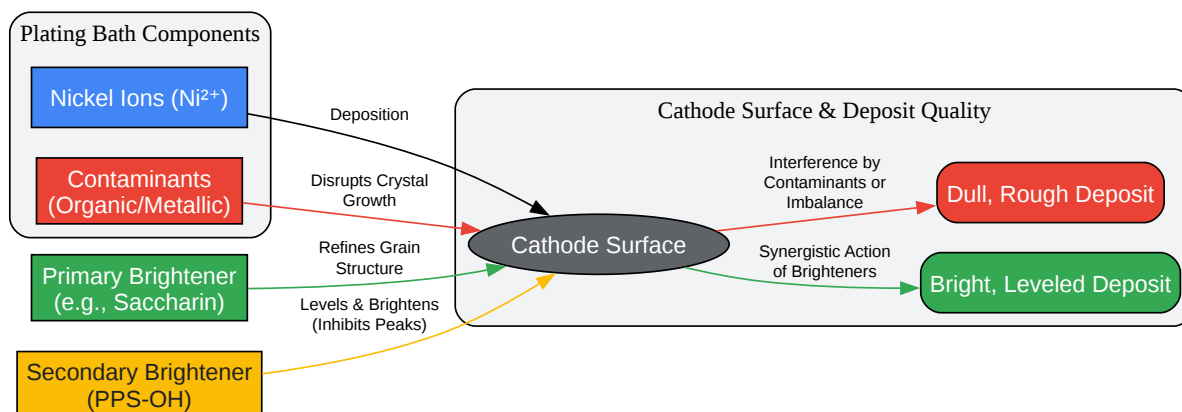 Plating Bath Components
Nickel Ions (Ni²⁺)
Contaminants
(Organic/Metallic)
Primary Brightener
(e.g., Saccharin)
Secondary Brightener
(PPS-OH)
Deposition
Disrupts Crystal
Growth
Refines Grain
Structure
Levels & Brightens
(Inhibits Peaks)
Cathode Surface & Deposit Quality
Cathode Surface
Interference by
Contaminants or
Imbalance
Synergistic Action
of Brighteners
Dull, Rough Deposit
Bright, Leveled Deposit